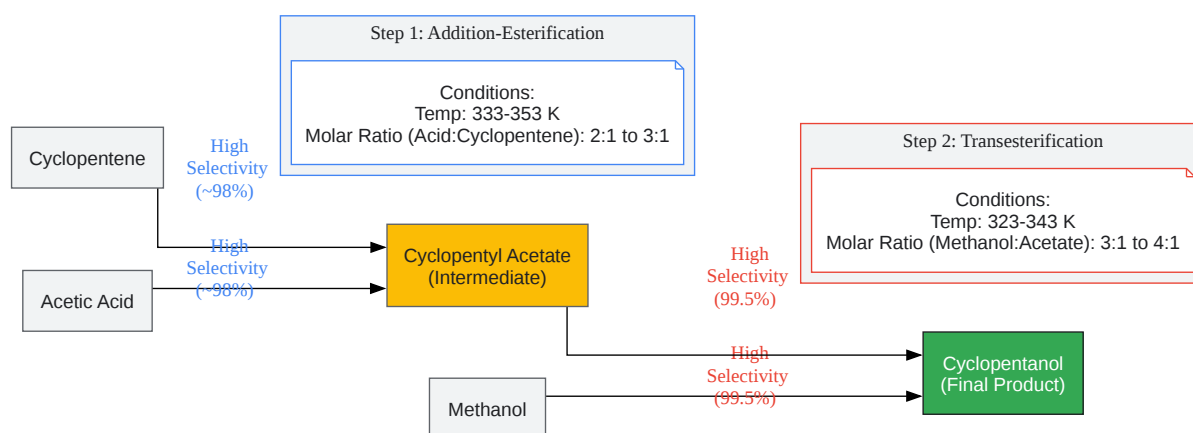 Step 1: Addition-Esterification
Conditions:
Temp: 333-353 K
Molar Ratio (Acid:Cyclopentene): 2:1 to 3:1
Cyclopentene
High
Selectivity
(~98%)
Step 2: Transesterification
Conditions:
Temp: 323-343 K
Molar Ratio (Methanol:Acetate): 3:1 to 4:1
High
Selectivity
(~98%)
Acetic Acid
Cyclopentyl Acetate
(Intermediate)
High
Selectivity
(99.5%)
High
Selectivity
(99.5%)
Methanol
Cyclopentanol
(Final Product)